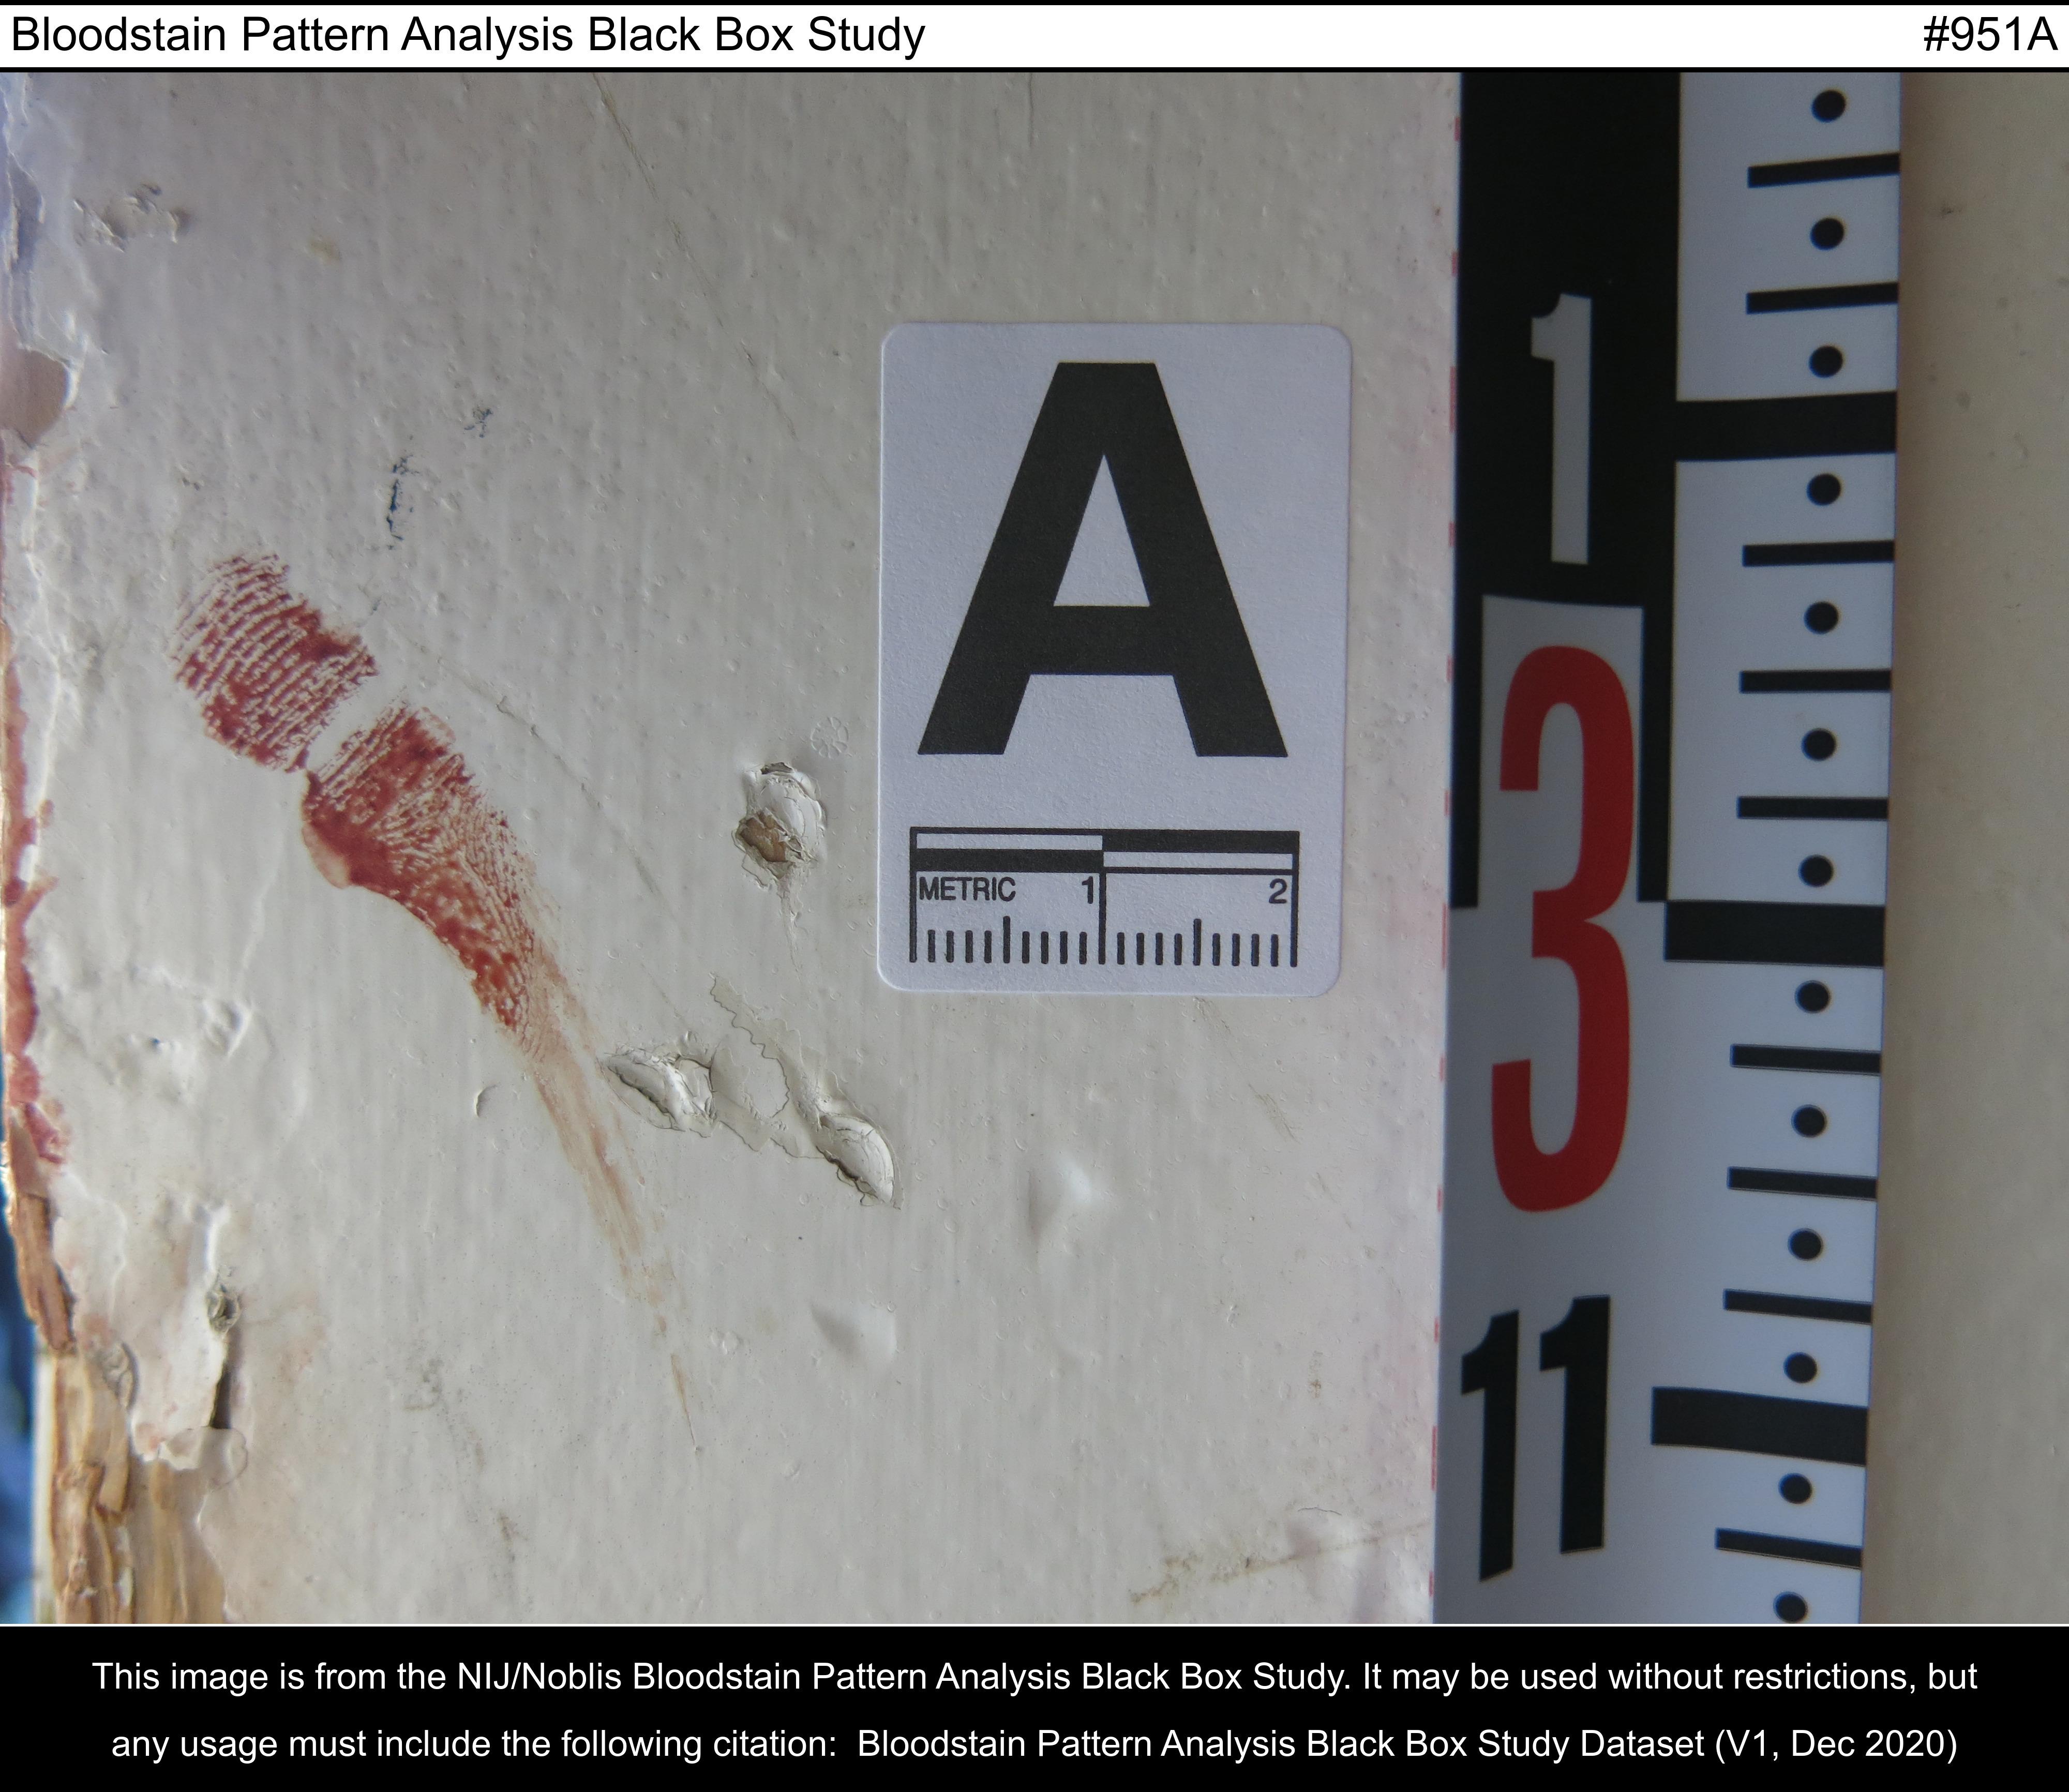 Bloodstain Pattern Analysis Black Box Study #951A
A
METRIC 1 2
1
3
11
This image is from the NIJ/Noblis Bloodstain Pattern Analysis Black Box Study. It may be used without restrictions, but
any usage must include the following citation: Bloodstain Pattern Analysis Black Box Study Dataset (V1, Dec 2020)